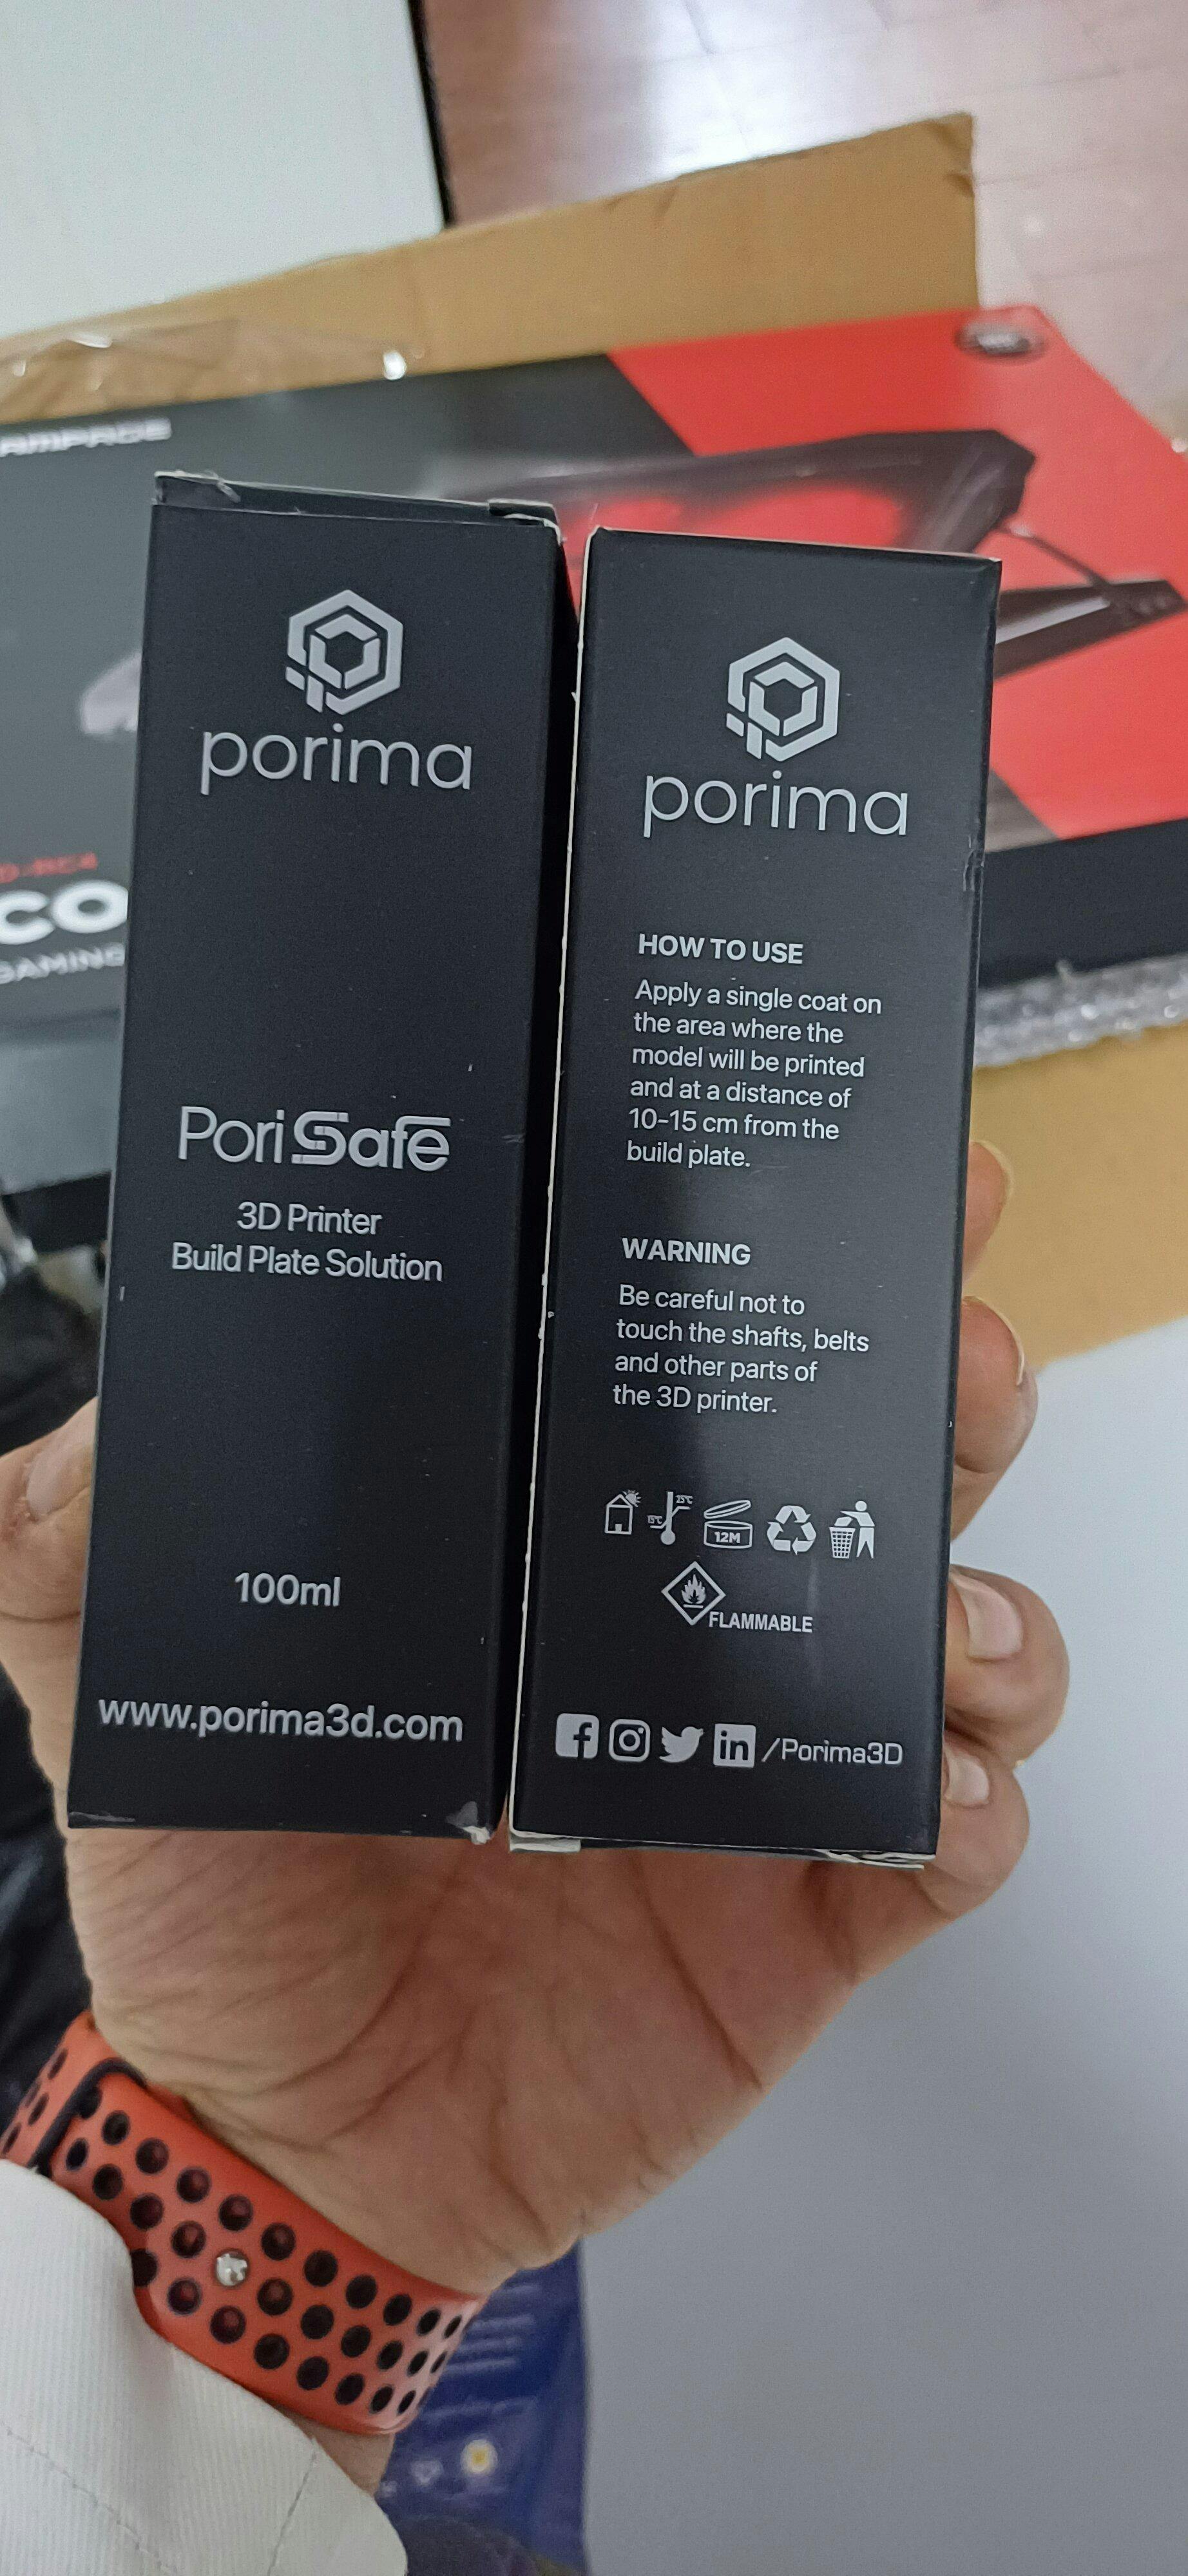 porima
PoriSafe
3D Printer
Build Plate Solution
100ml
www.porima3d.com
porima
HOW TO USE
Apply a single coat on
the area where the
model will be printed
and at a distance of
10-15 cm from the
build plate.
WARNING
Be careful not to
touch the shafts, belts
and other parts of
the 3D printer.
15°C
25°C
12M
FLAMMABLE
/Porima3D
CO
GAMING